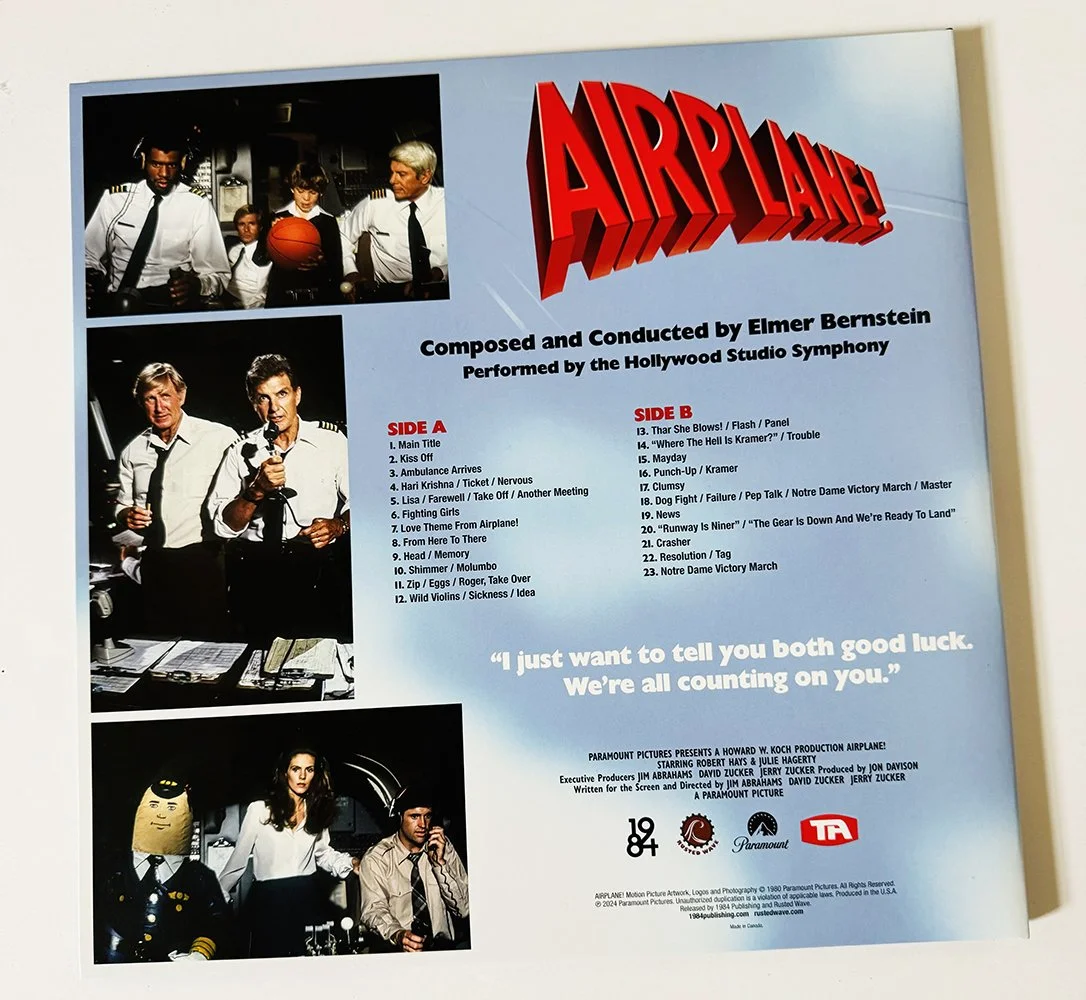 AIRPLANE!
Composed and Conducted by Elmer Bernstein
Performed by the Hollywood Studio Symphony
SIDE A
1. Main Title
2. Kiss Off
3. Ambulance Arrives
4. Hari Krishna / Ticket / Nervous
5. Lisa / Farewell / Take Off / Another Meeting
6. Fighting Girls
7. Love Theme From Airplane!
8. From Here To There
9. Head / Memory
10. Shimmer / Molumbo
11. Zip / Eggs / Roger, Take Over
12. Wild Violins / Sickness / Idea
SIDE B
13. Thar She Blows! / Flash / Panel
14. “Where The Hell Is Kramer?” / Trouble
15. Mayday
16. Punch-Up / Kramer
17. Clumsy
18. Dog Fight / Failure / Pep Talk / Notre Dame Victory March / Master
19. News
20. “Runway Is Niner” / “The Gear Is Down And We’re Ready To Land”
21. Crasher
22. Resolution / Tag
23. Notre Dame Victory March
“I just want to tell you both good luck.
We’re all counting on you.”
PARAMOUNT PICTURES PRESENTS A HOWARD W. KOCH PRODUCTION AIRPLANE!
STARRING ROBERT HAYS & JULIE HAGERTY
Executive Producers JIM ABRAHAMS DAVID ZUCKER JERRY ZUCKER Produced by JON DAVISON
Written for the Screen and Directed by JIM ABRAHAMS DAVID ZUCKER JERRY ZUCKER
A PARAMOUNT PICTURE
1984
RUSTED WAVE
Paramount
TA
AIRPLANE! Motion Picture Artwork, Logos and Photography © 1980 Paramount Pictures. All Rights Reserved.
℗ 2024 Paramount Pictures. Unauthorized duplication is a violation of applicable laws. Produced in the U.S.A.
Released by 1984 Publishing and Rusted Wave.
1984publishing.com rustedwave.com
Made in Canada.